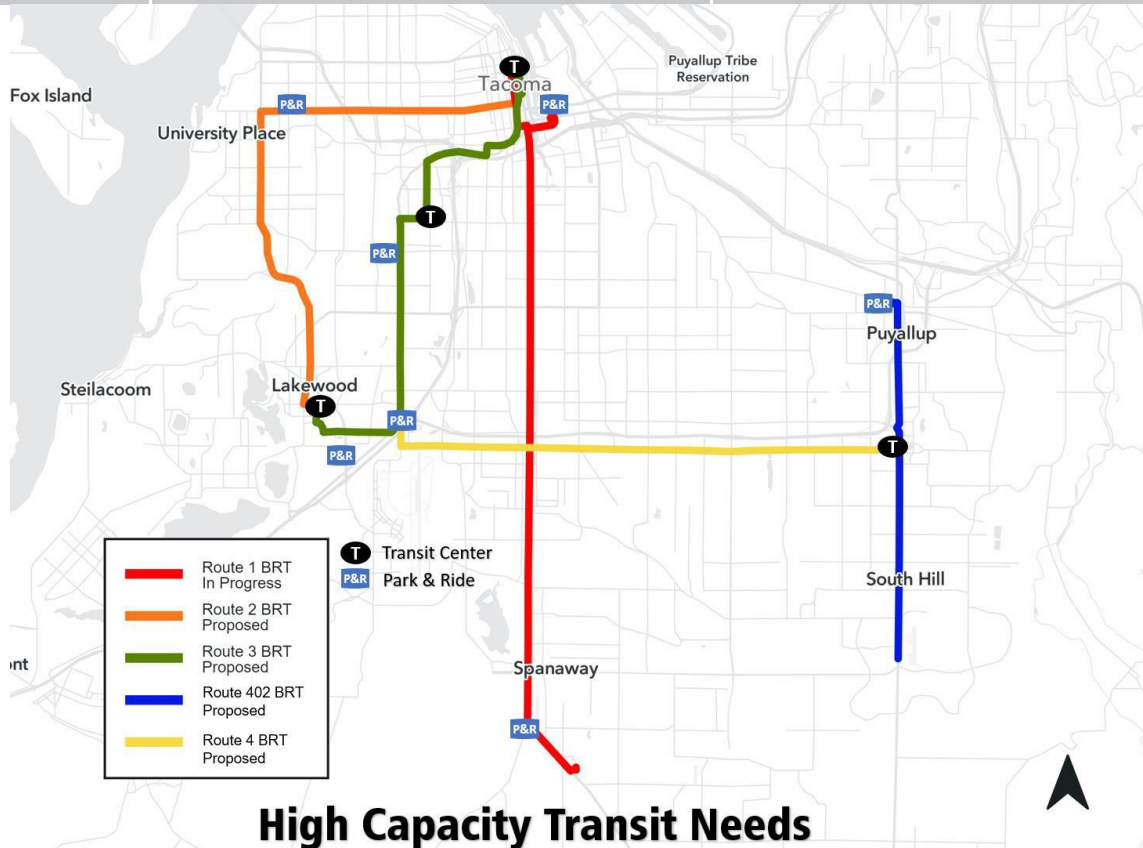 Fox Island
Puyallup Tribe
Reservation
T
Tacoma
P&R
P&R
University Place
T
P&R
P&R
Puyallup
Steilacoom
Lakewood
T
P&R
P&R
T
T
Transit Center
P&R
Park & Ride
Route 1 BRT
In Progress
Route 2 BRT
Proposed
Route 3 BRT
Proposed
Route 402 BRT
Proposed
Route 4 BRT
Proposed
South Hill
ont
Spanaway
P&R
High Capacity Transit Needs